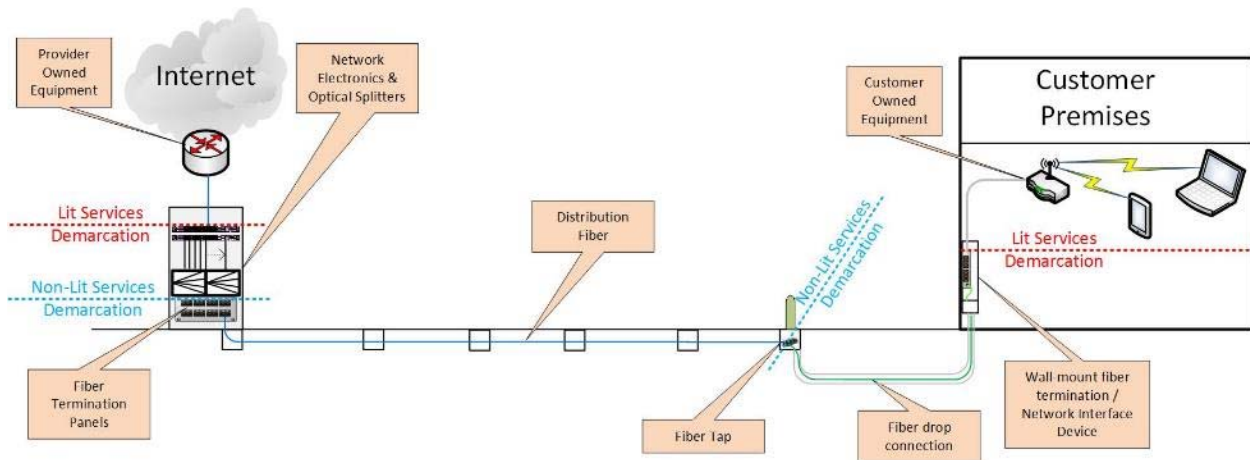 Provider
Owned
Equipment
Internet
Network
Electronics &
Optical Splitters
Customer
Owned
Equipment
Customer
Premises
Lit Services
Demarcation
Non-Lit Services
Demarcation
Distribution
Fiber
Non-Lit Services
Demarcation
Lit Services
Demarcation
Fiber
Termination
Panels
Fiber Tap
Fiber drop
connection
Wall-mount fiber
termination /
Network Interface
Device